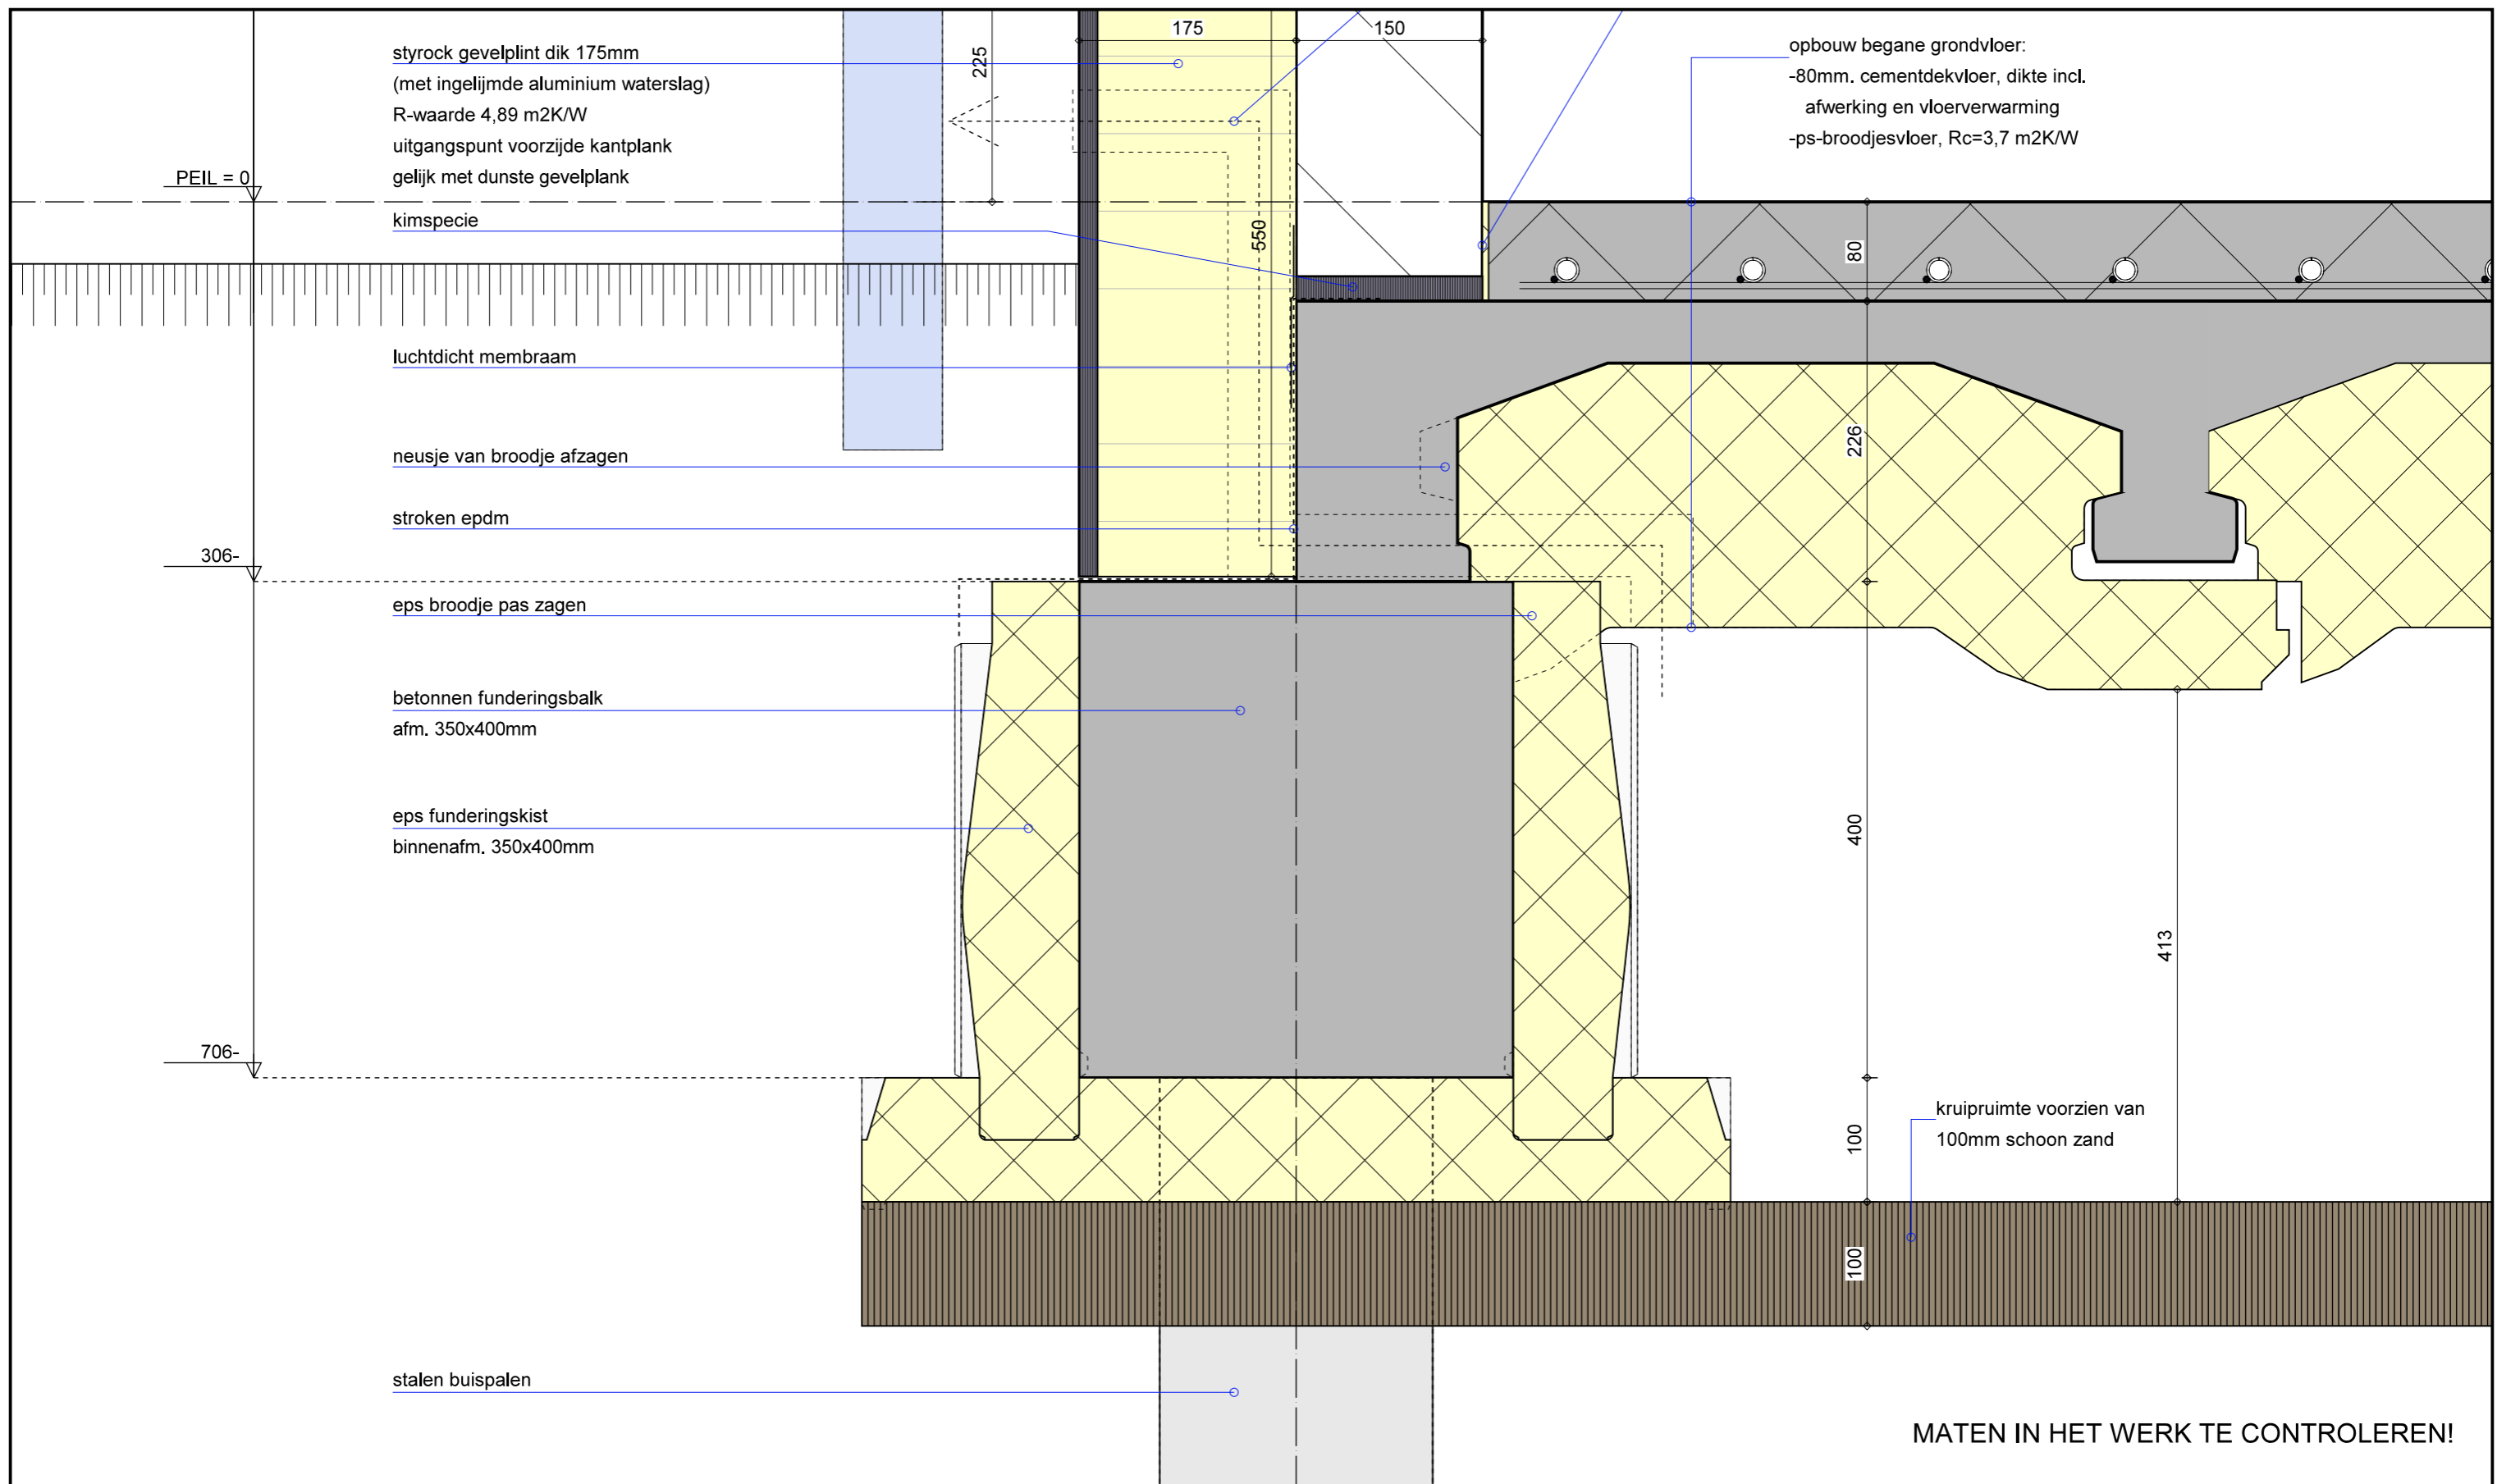 175
150
225
styrock gevelplint dik 175mm
(met ingelijmde aluminium waterslag)
R-waarde 4,89 m2K/W
uitgangspunt voorzijde kantplank
gelijk met dunste gevelplank
opbouw begane grondvloer:
-80mm. cementdekvloer, dikte incl.
afwerking en vloerverwarming
-ps-broodjesvloer, Rc=3,7 m2K/W
PEIL = 0
kimspecie
550
80
luchtdicht membraam
neusje van broodje afzagen
226
stroken epdm
306-
eps broodje pas zagen
betonnen funderingsbalk
afm. 350x400mm
eps funderingskist
binnenafm. 350x400mm
400
413
706-
kruipruimte voorzien van
100mm schoon zand
100
100
stalen buispalen
MATEN IN HET WERK TE CONTROLEREN!